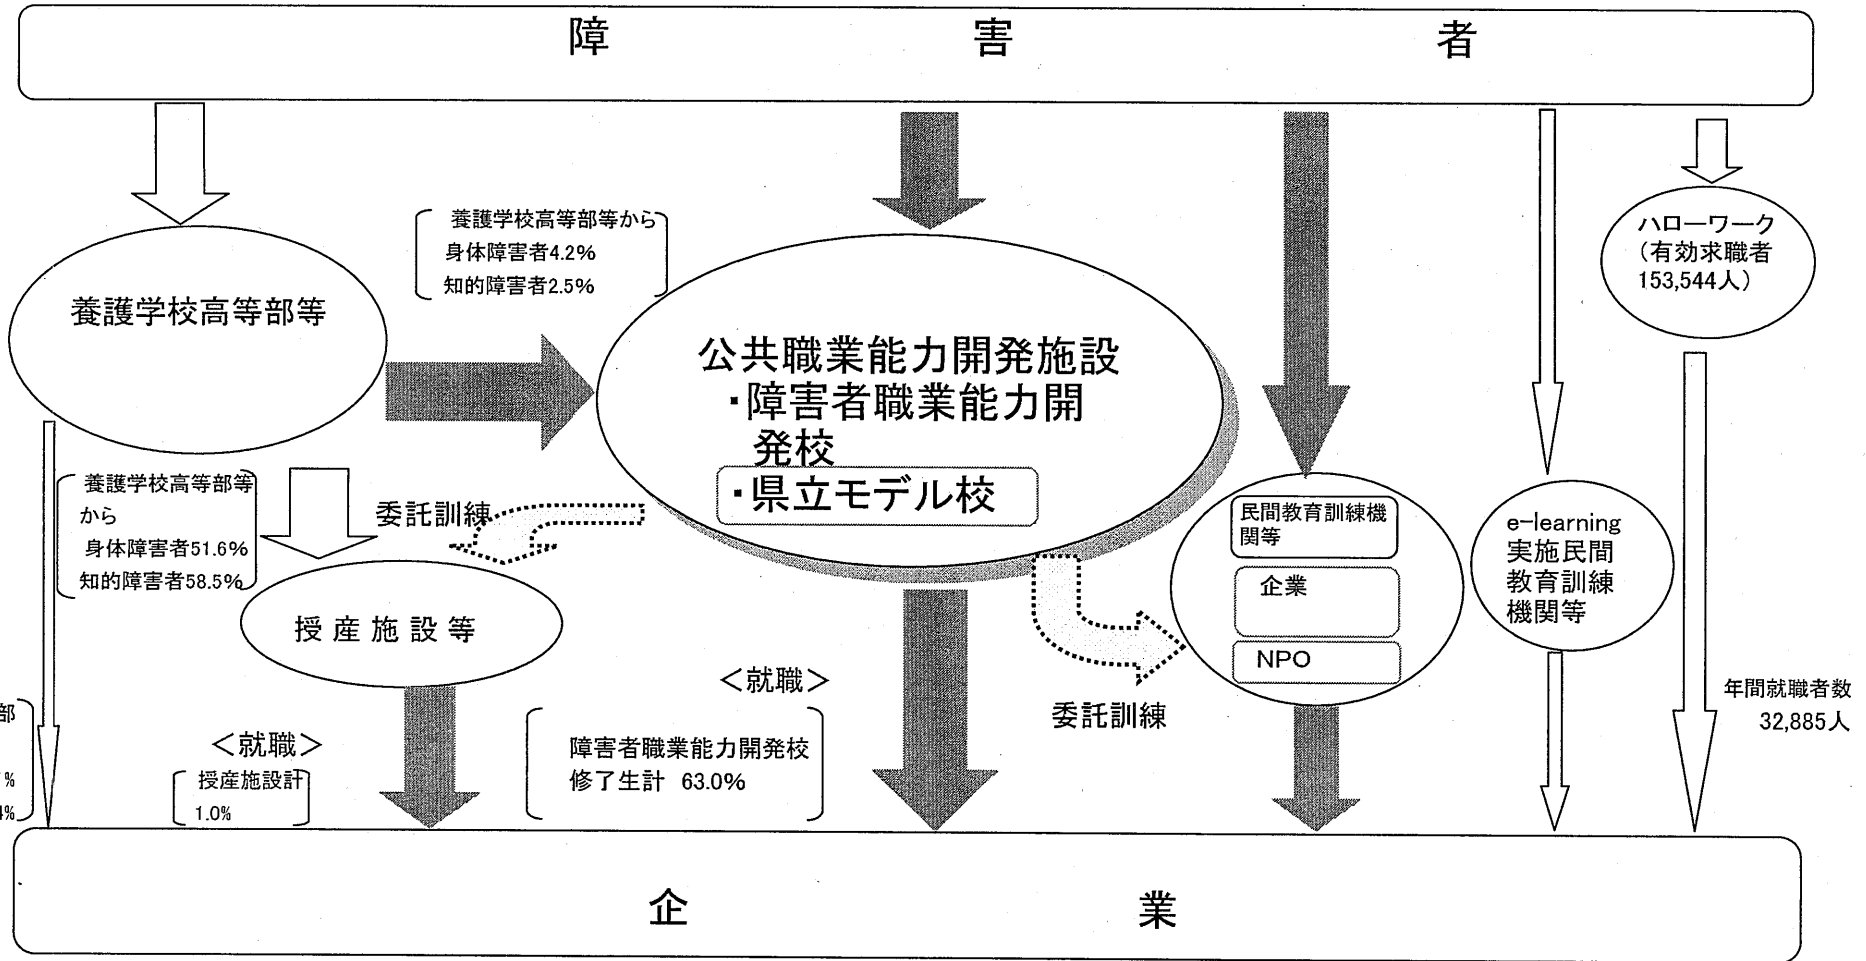 障害者
養護学校高等部等から
身体障害者4.2%
知的障害者2.5%
ハローワーク
(有効求職者
153,544人)
養護学校高等部等
公共職業能力開発施設
・障害者職業能力開
発校
・県立モデル校
養護学校高等部等
から
身体障害者51.6%
知的障害者58.5%
委託訓練
民間教育訓練機
関等
企業
NPO
e-learning
実施民間
教育訓練
機関等
授産施設等
<就職>
委託訓練
年間就職者数
32,885人
部
%
4%
<就職>
授産施設計
1.0%
障害者職業能力開発校
修了生計 63.0%
企業